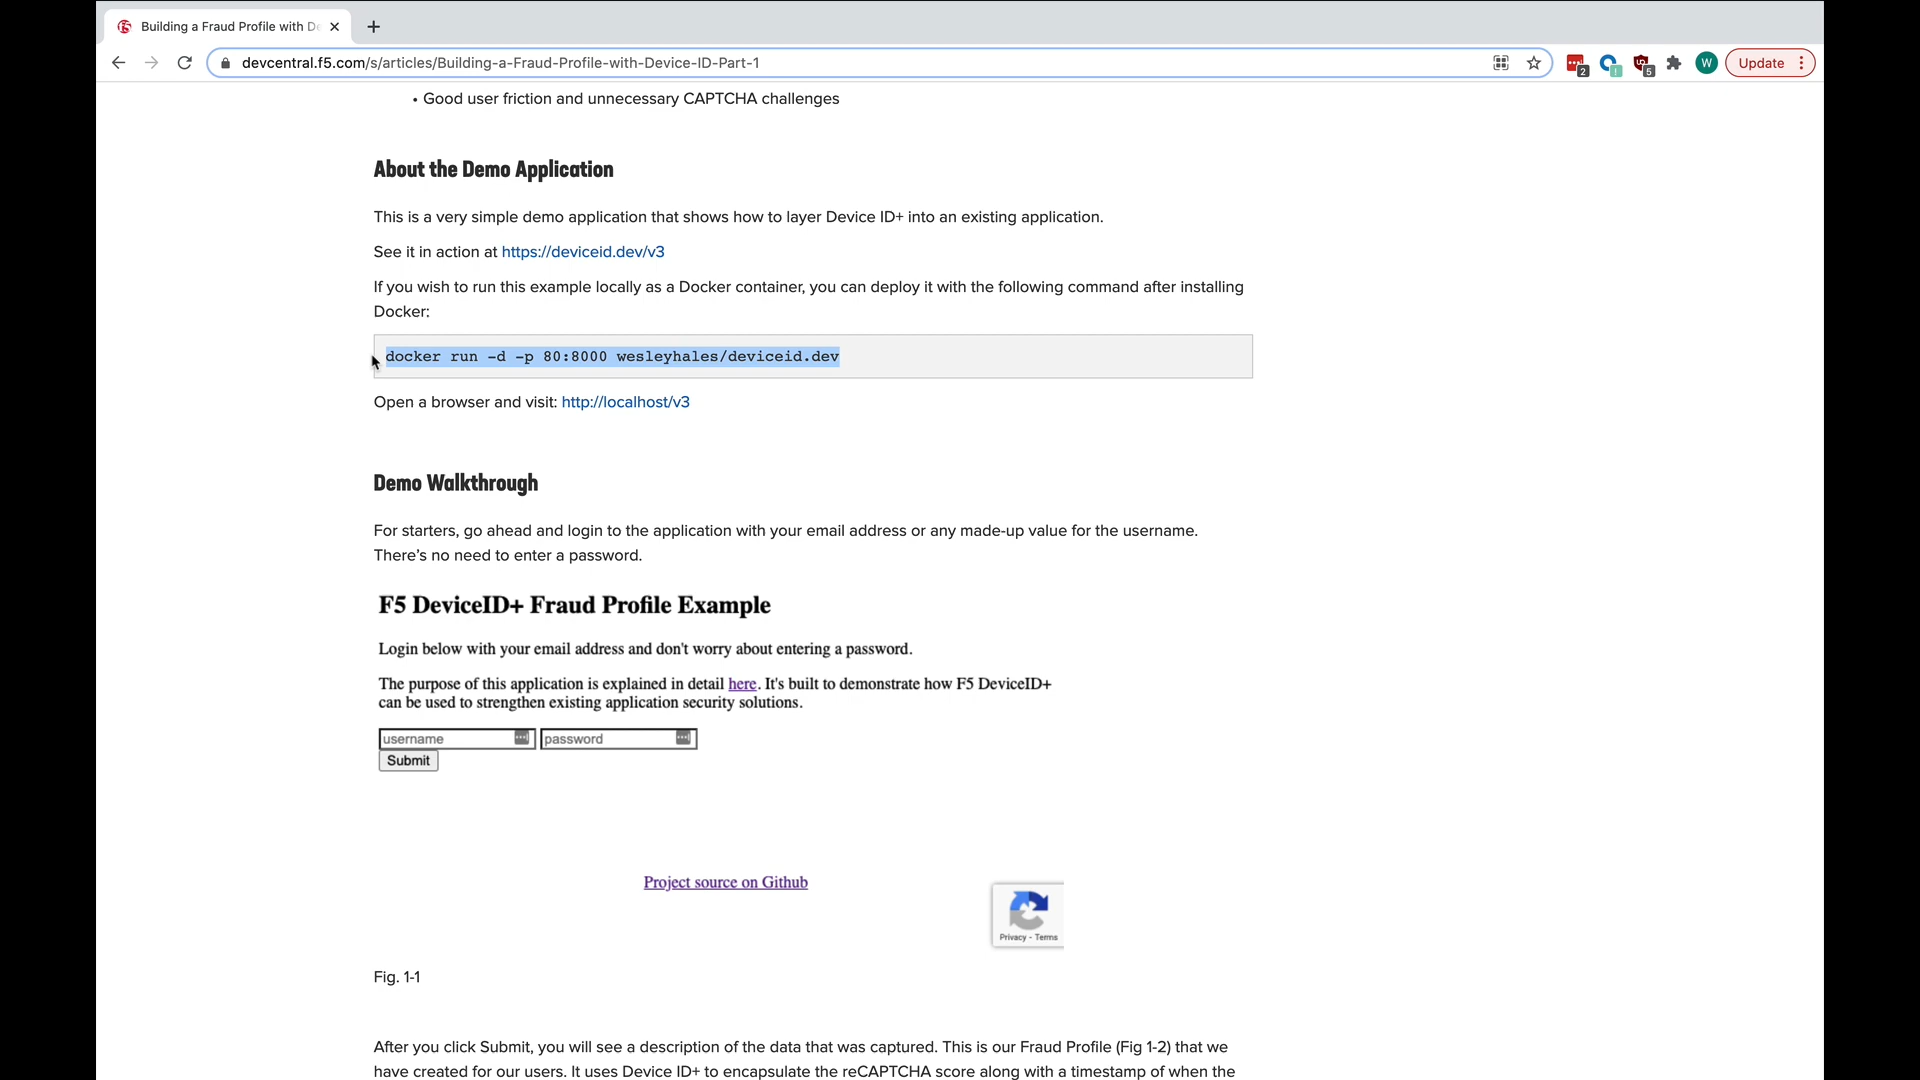 Building a Fraud Profile with De
devcentral.f5.com/s/articles/Building-a-Fraud-Profile-with-Device-ID-Part-1
2
!
5
W
Update
• Good user friction and unnecessary CAPTCHA challenges
About the Demo Application
This is a very simple demo application that shows how to layer Device ID+ into an existing application.
See it in action at https://deviceid.dev/v3
If you wish to run this example locally as a Docker container, you can deploy it with the following command after installing
Docker:
docker run -d -p 80:8000 wesleyhales/deviceid.dev
Open a browser and visit: http://localhost/v3
Demo Walkthrough
For starters, go ahead and login to the application with your email address or any made-up value for the username.
There’s no need to enter a password.
F5 DeviceID+ Fraud Profile Example
Login below with your email address and don't worry about entering a password.
The purpose of this application is explained in detail here. It's built to demonstrate how F5 DeviceID+
can be used to strengthen existing application security solutions.
username password
Submit
Project source on Github
Privacy - Terms
Fig. 1-1
After you click Submit, you will see a description of the data that was captured. This is our Fraud Profile (Fig 1-2) that we
have created for our users. It uses Device ID+ to encapsulate the reCAPTCHA score along with a timestamp of when the